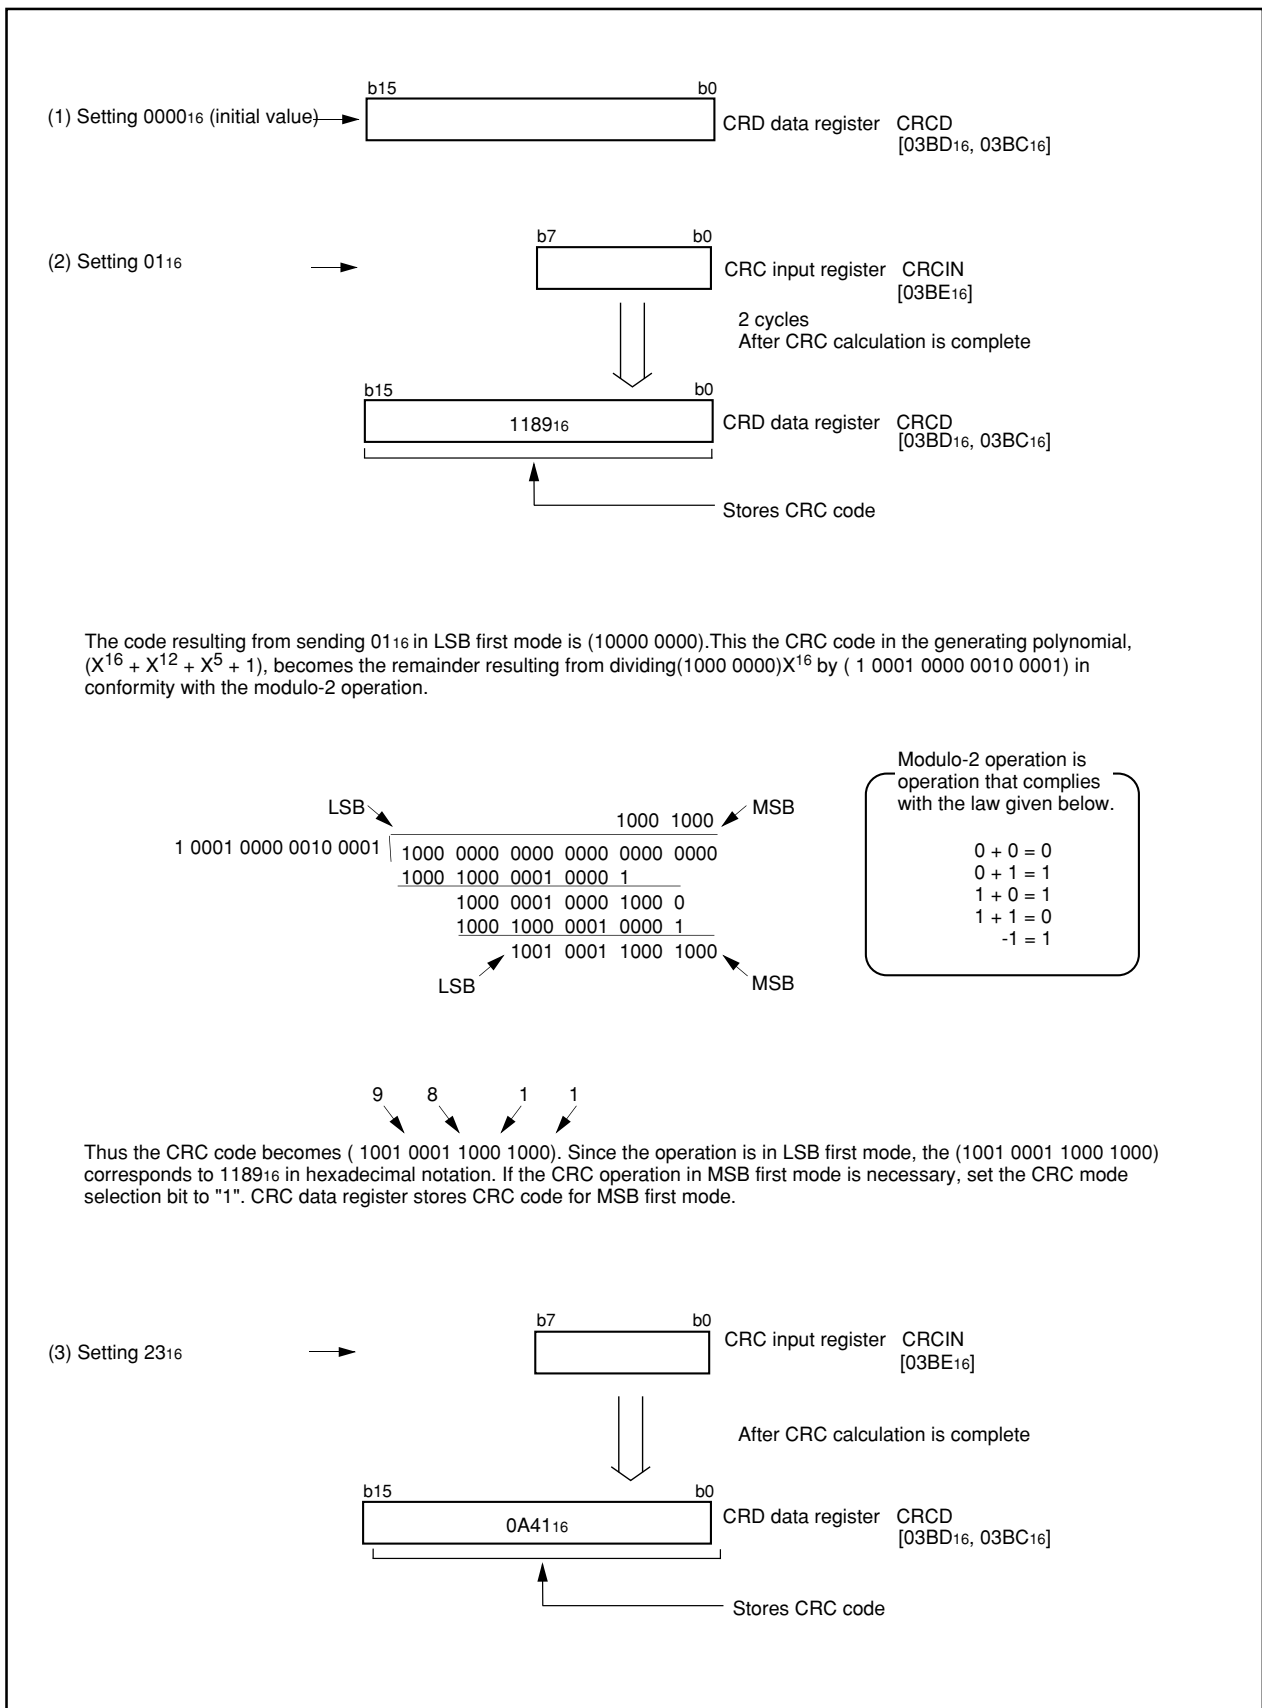 b15 b0
(1) Setting 0000₁₆ (initial value)
CRD data register CRCD
[03BD₁₆, 03BC₁₆]
b7 b0
(2) Setting 01₁₆
CRC input register CRCIN
[03BE₁₆]
2 cycles
After CRC calculation is complete
b15 b0
1189₁₆
CRD data register CRCD
[03BD₁₆, 03BC₁₆]
Stores CRC code
The code resulting from sending 01₁₆ in LSB first mode is (10000 0000).This the CRC code in the generating polynomial,
(X¹⁶ + X¹² + X⁵ + 1), becomes the remainder resulting from dividing(1000 0000)X¹⁶ by ( 1 0001 0000 0010 0001) in
conformity with the modulo-2 operation.
LSB
1000 1000
MSB
1 0001 0000 0010 0001
1000 0000 0000 0000 0000 0000
1000 1000 0001 0000 1
1000 0001 0000 1000 0
1000 1000 0001 0000 1
1001 0001 1000 1000
LSB
MSB
Modulo-2 operation is
operation that complies
with the law given below.
0 + 0 = 0
0 + 1 = 1
1 + 0 = 1
1 + 1 = 0
-1 = 1
9 8 1 1
Thus the CRC code becomes ( 1001 0001 1000 1000). Since the operation is in LSB first mode, the (1001 0001 1000 1000)
corresponds to 1189₁₆ in hexadecimal notation. If the CRC operation in MSB first mode is necessary, set the CRC mode
selection bit to "1". CRC data register stores CRC code for MSB first mode.
b7 b0
(3) Setting 23₁₆
CRC input register CRCIN
[03BE₁₆]
After CRC calculation is complete
b15 b0
0A41₁₆
CRD data register CRCD
[03BD₁₆, 03BC₁₆]
Stores CRC code